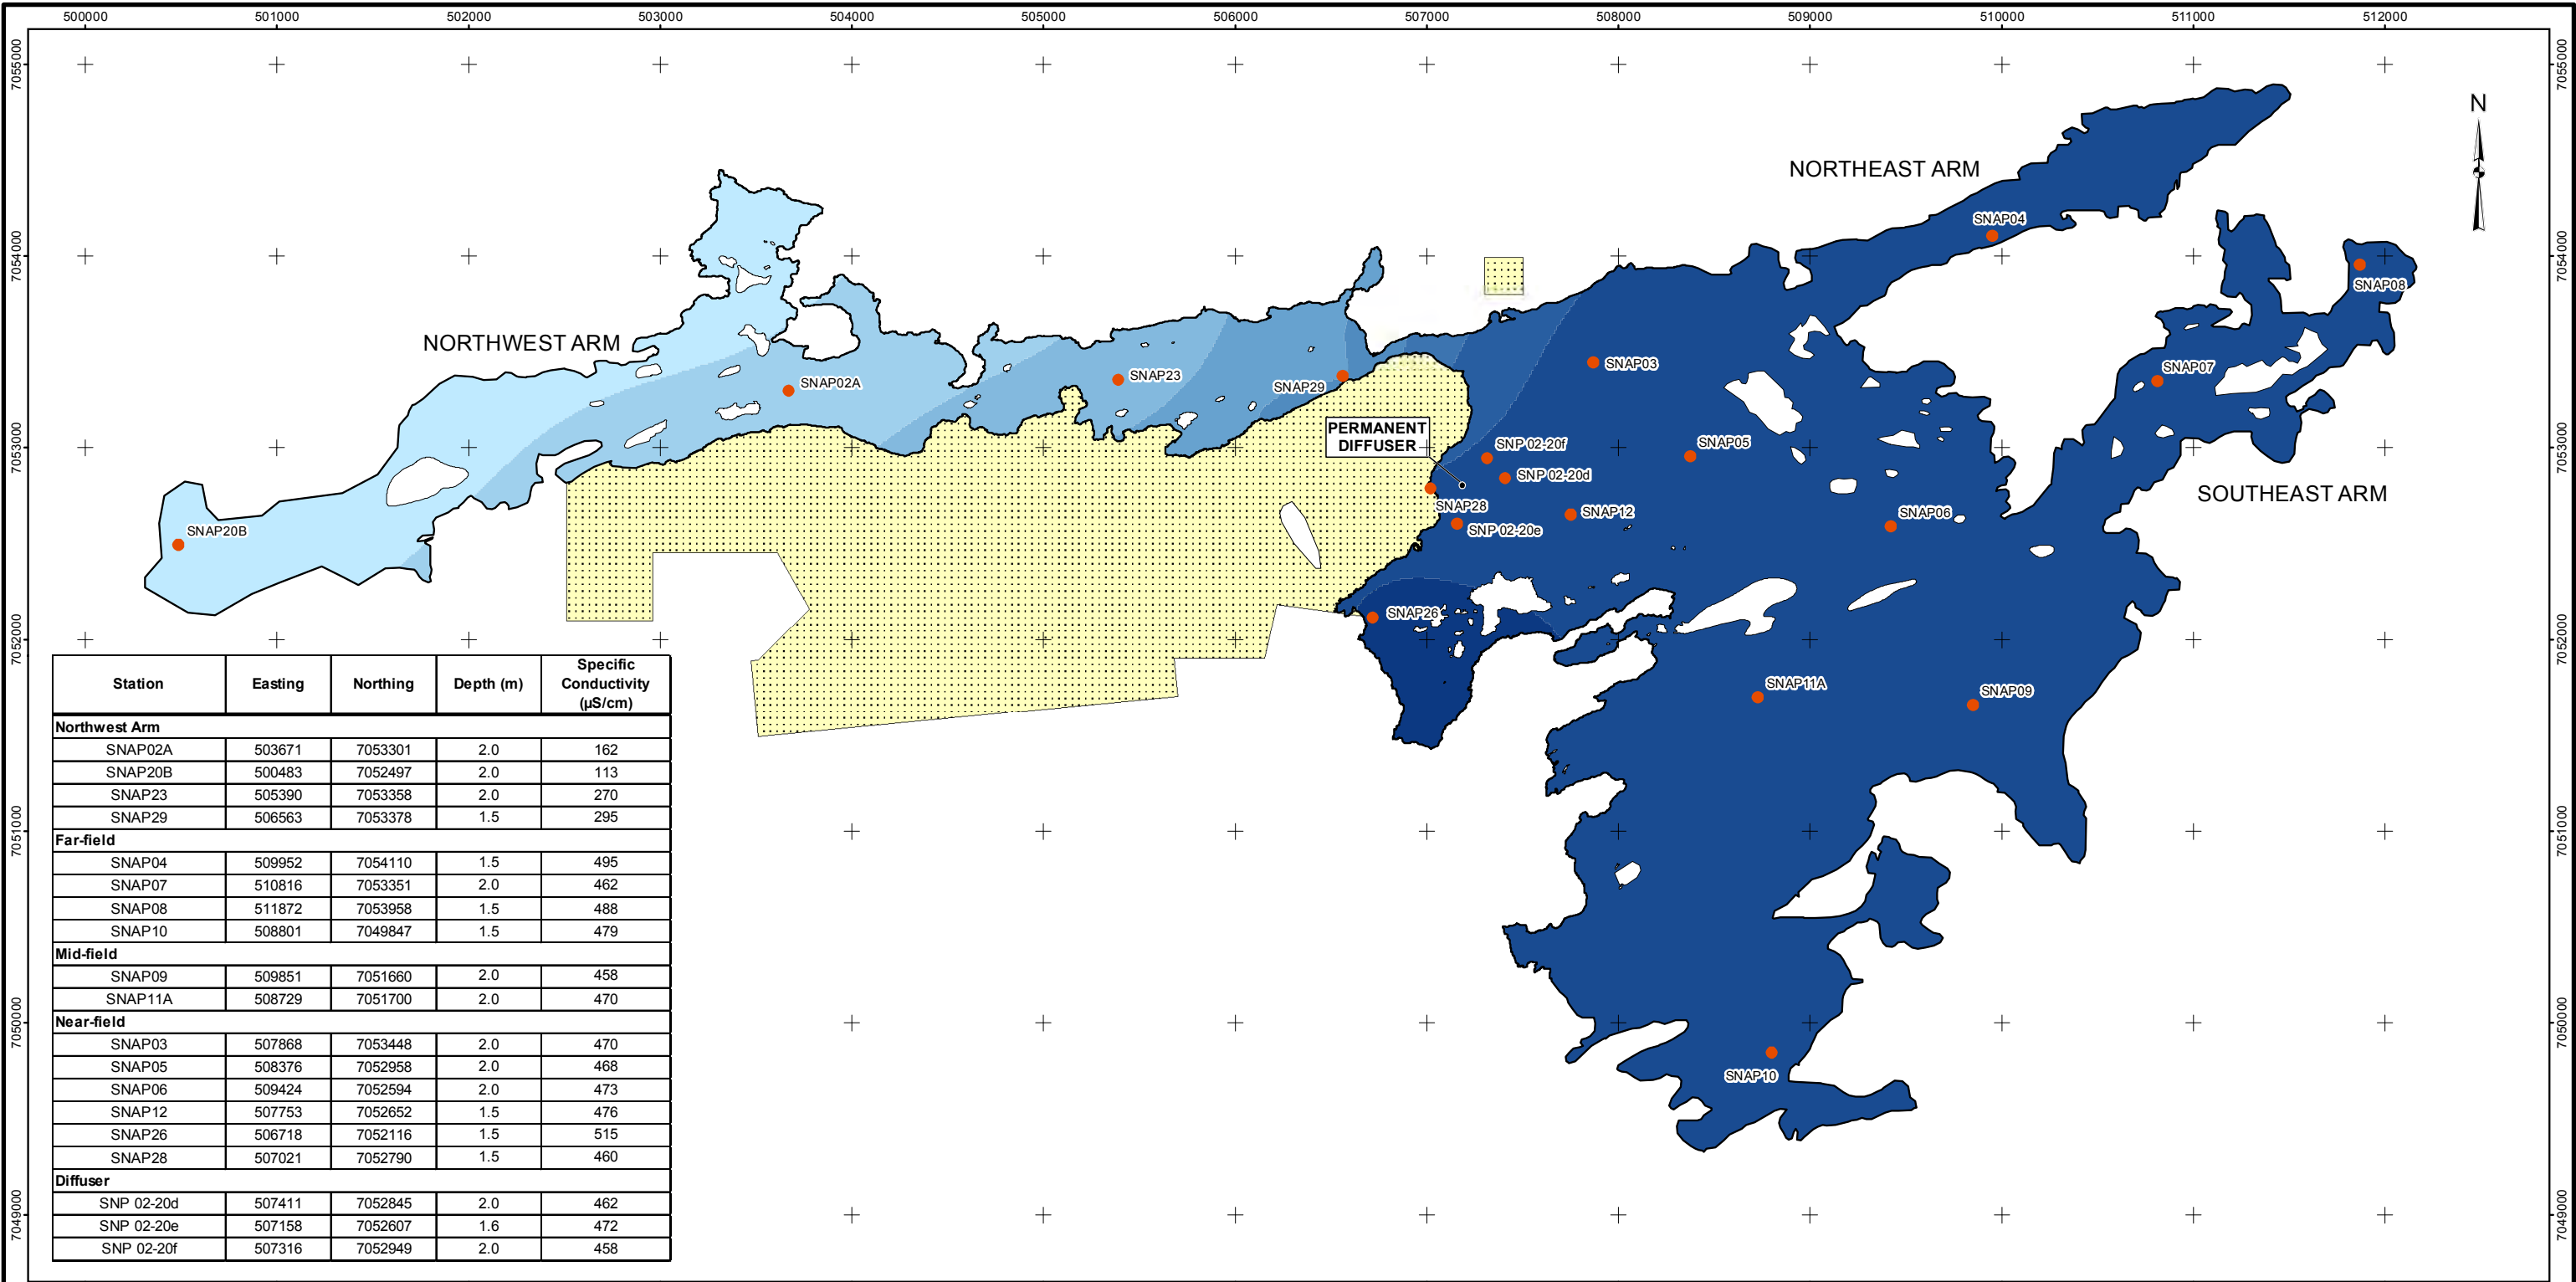 500000 501000 502000 503000 504000 505000 506000 507000 508000 509000 510000 511000 512000
7055000 7055000
N
NORTHEAST ARM
SNAP04
7054000 7054000
SNAP08
NORTHWEST ARM
SNAP03
SNAP07
SNAP23
SNAP02A
SNAP29
PERMANENT
DIFFUSER
SNP 02-20f
SNAP05
7053000 7053000
SNP 02-20d
SOUTHEAST ARM
SNAP28
SNAP12
SNAP06
SNP 02-20e
SNAP20B
SNAP26
7052000 7052000
SNAP11A
SNAP09
7051000 7051000
7050000 7050000
SNAP10
7049000 7049000
Station Easting Northing Depth (m) Specific
Conductivity
(µS/cm)
Northwest Arm
SNAP02A 503671 7053301 2.0 162
SNAP20B 500483 7052497 2.0 113
SNAP23 505390 7053358 2.0 270
SNAP29 506563 7053378 1.5 295
Far-field
SNAP04 509952 7054110 1.5 495
SNAP07 510816 7053351 2.0 462
SNAP08 511872 7053958 1.5 488
SNAP10 508801 7049847 1.5 479
Mid-field
SNAP09 509851 7051660 2.0 458
SNAP11A 508729 7051700 2.0 470
Near-field
SNAP03 507868 7053448 2.0 470
SNAP05 508376 7052958 2.0 468
SNAP06 509424 7052594 2.0 473
SNAP12 507753 7052652 1.5 476
SNAP26 506718 7052116 1.5 515
SNAP28 507021 7052790 1.5 460
Diffuser
SNP 02-20d 507411 7052845 2.0 462
SNP 02-20e 507158 7052607 1.6 472
SNP 02-20f 507316 7052949 2.0 458